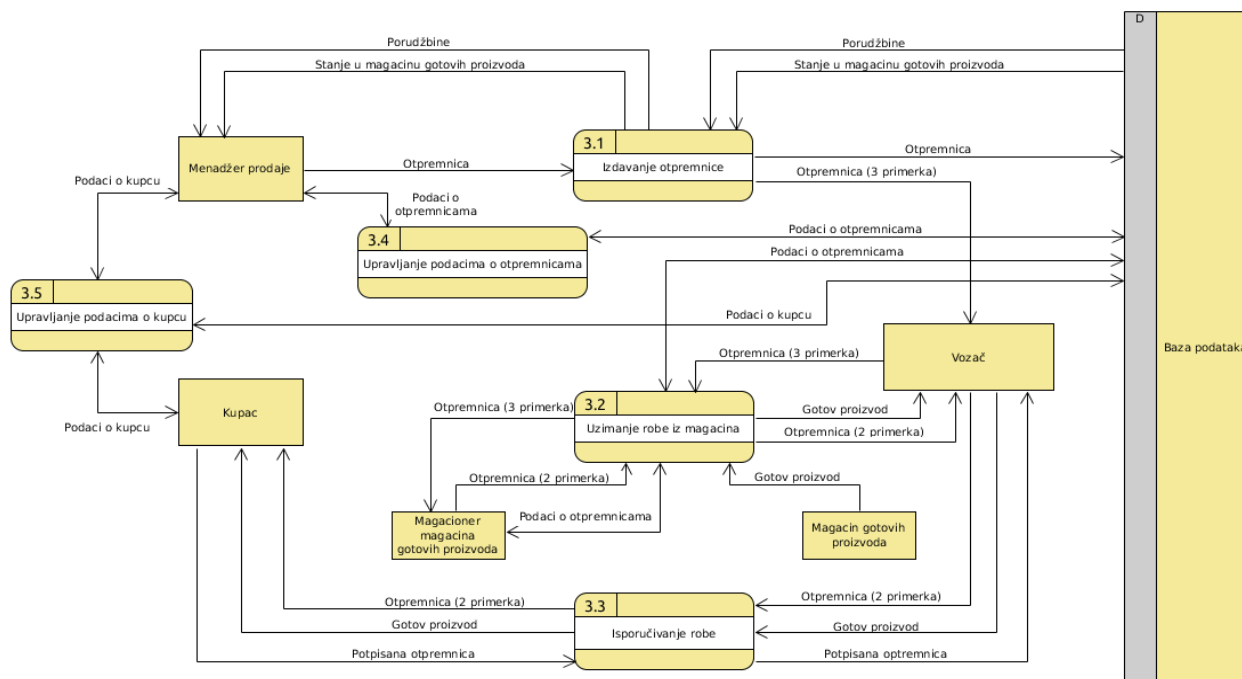 D
Porudžbine
Porudžbine
Stanje u magacinu gotovih proizvoda
Stanje u magacinu gotovih proizvoda
3.1
Menadžer prodaje
Otpremnica
Izdavanje otpremnice
Otpremnica
Otpremnica (3 primerka)
Podaci o kupcu
Podaci o
otpremnicama
3.4
Podaci o otpremnicama
Podaci o otpremnicama
Upravljanje podacima o otpremnicama
3.5
Upravljanje podacima o kupcu
Podaci o kupcu
Baza podataka
Otpremnica (3 primerka)
Vozač
Kupac
Podaci o kupcu
Otpremnica (3 primerka)
3.2
Uzimanje robe iz magacina
Gotov proizvod
Otpremnica (2 primerka)
Otpremnica (2 primerka)
Gotov proizvod
Podaci o otpremnicama
Magacioner
magacina
gotovih proizvoda
Magacin gotovih
proizvoda
Otpremnica (2 primerka)
3.3
Otpremnica (2 primerka)
Gotov proizvod
Isporučivanje robe
Gotov proizvod
Potpisana otpremnica
Potpisana optremnica